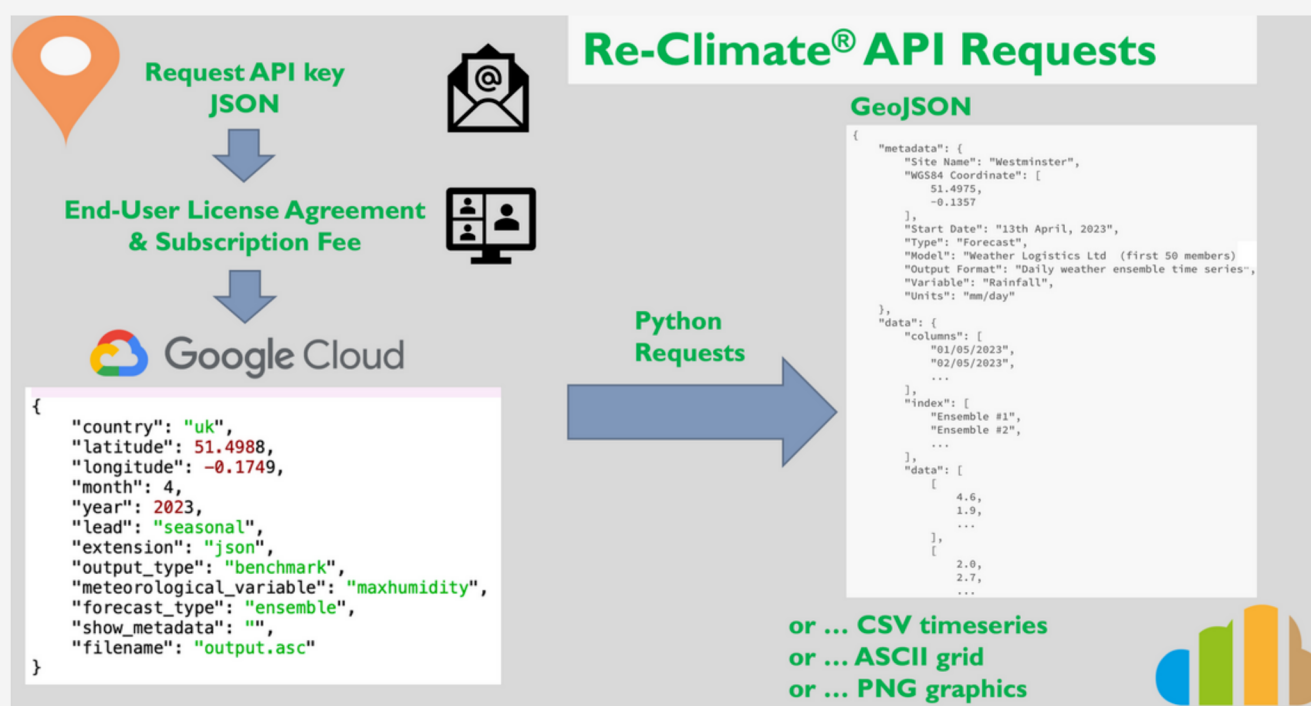 Re-Climate® API Requests
Request API key
JSON
@
End-User License Agreement
& Subscription Fee
Google Cloud
{
    "country": "uk",
    "latitude": 51.4988,
    "longitude": -0.1749,
    "month": 4,
    "year": 2023,
    "lead": "seasonal",
    "extension": "json",
    "output_type": "benchmark",
    "meteorological_variable": "maxhumidity",
    "forecast_type": "ensemble",
    "show_metadata": "",
    "filename": "output.asc"
}
Python
Requests
GeoJSON
{
    "metadata": {
        "Site Name": "Westminster",
        "WGS84 Coordinate": [
            51.4975,
            -0.1357
        ],
        "Start Date": "13th April, 2023",
        "Type": "Forecast",
        "Model": "Weather Logistics Ltd  (first 50 members)
        "Output Format": "Daily weather ensemble time series",
        "Variable": "Rainfall",
        "Units": "mm/day"
    },
    "data": {
        "columns": [
            "01/05/2023",
            "02/05/2023",
            ...
        ],
        "index": [
            "Ensemble #1",
            "Ensemble #2",
            ...
        ],
        "data": [
            [
                4.6,
                1.9,
                ...
            ],
            [
                2.0,
                2.7,
                ...
or ... CSV timeseries
or ... ASCII grid
or ... PNG graphics